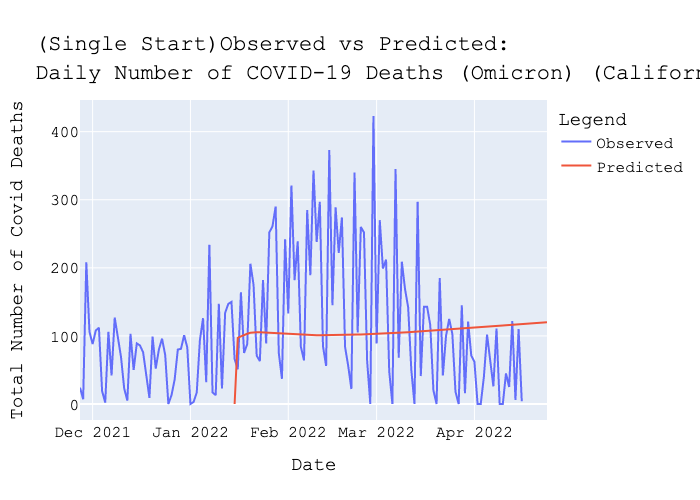 (Single Start)Observed vs Predicted:
Daily Number of COVID-19 Deaths (Omicron) (Californ
Total Number of Covid Deaths
400
300
200
100
0
Dec 2021 Jan 2022 Feb 2022 Mar 2022 Apr 2022
Date
Legend
Observed
Predicted